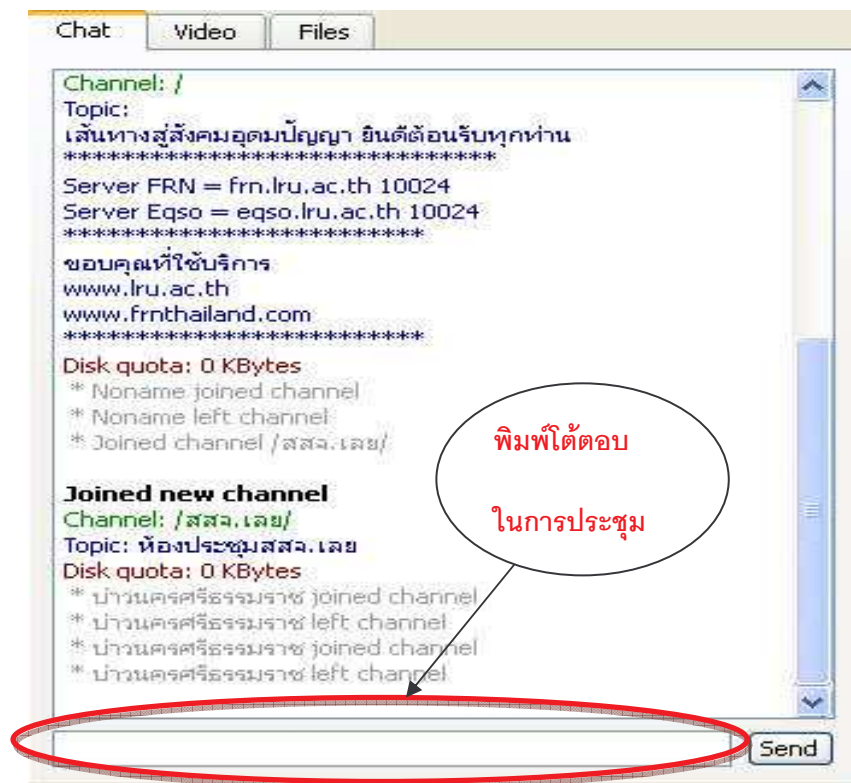 Chat Video Files
Channel: /
Topic:
เส้นทางสู่สังคมอุดมปัญญา ยินดีต้อนรับทุกท่าน
************************************
Server FRN = frn.lru.ac.th 10024
Server Eqso = eqso.lru.ac.th 10024
******************************
ขอบคุณที่ใช้บริการ
www.lru.ac.th
www.frnthailand.com
******************************
Disk quota: 0 KBytes
* Noname joined channel
* Noname left channel
* Joined channel /สสจ.เลย/
พิมพ์โต้ตอบ
ในการประชุม
Joined new channel
Channel: /สสจ.เลย/
Topic: ห้องประชุมสสจ.เลย
Disk quota: 0 KBytes
* บ่าวนครศรีธรรมราช joined channel
* บ่าวนครศรีธรรมราช left channel
* บ่าวนครศรีธรรมราช joined channel
* บ่าวนครศรีธรรมราช left channel
Send